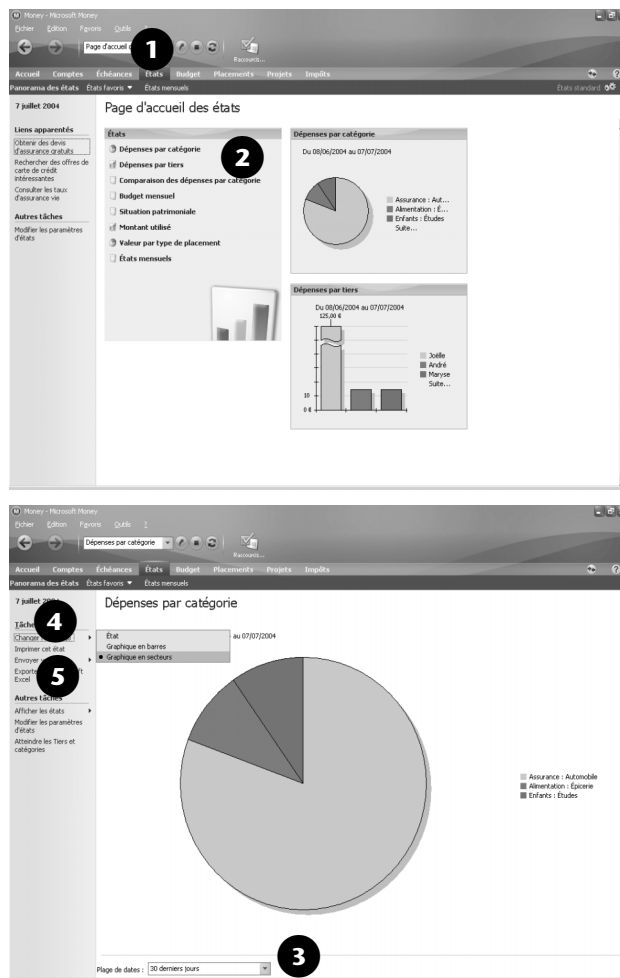 Money - Microsoft Money
Fichier Edition Favoris Outils ?
Page d'accueil
1
Raccourcis...
Accueil Comptes Échéances États Budget Placements Projets Impôts
Panorama des états États favoris États mensuels États standard
7 juillet 2004
Page d'accueil des états
Liens apparentés
Obtenir des devis
d'assurance gratuits
Rechercher des offres de
carte de crédit
intéressantes
Consulter les taux
d'assurance vie
Autres tâches
Modifier les paramètres
d'états
États
2
Dépenses par catégorie
Dépenses par tiers
Comparaison des dépenses par catégorie
Budget mensuel
Situation patrimoniale
Montant utilisé
Valeur par type de placement
États mensuels
Dépenses par catégorie
Du 08/06/2004 au 07/07/2004
Assurance : Aut...
Alimentation : É...
Enfants : Études
Suite...
Dépenses par tiers
Du 08/06/2004 au 07/07/2004
125,00 €
10
0 €
Joëlle
André
Maryse
Suite...
Money - Microsoft Money
Fichier Edition Favoris Outils ?
Dépenses par catégorie
Raccourcis...
Accueil Comptes Échéances États Budget Placements Projets Impôts
Panorama des états États favoris États mensuels
7 juillet
Dépenses par catégorie
4
Changer
Imprimer cet état
Envoyer
5
Excel
État
Graphique en barres
Graphique en secteurs
au 07/07/2004
Autres tâches
Afficher les états
Modifier les paramètres
d'états
Atteindre les Tiers et
catégories
Assurance : Automobile
Alimentation : Épicerie
Enfants : Études
3
Plage de dates : 30 derniers jours